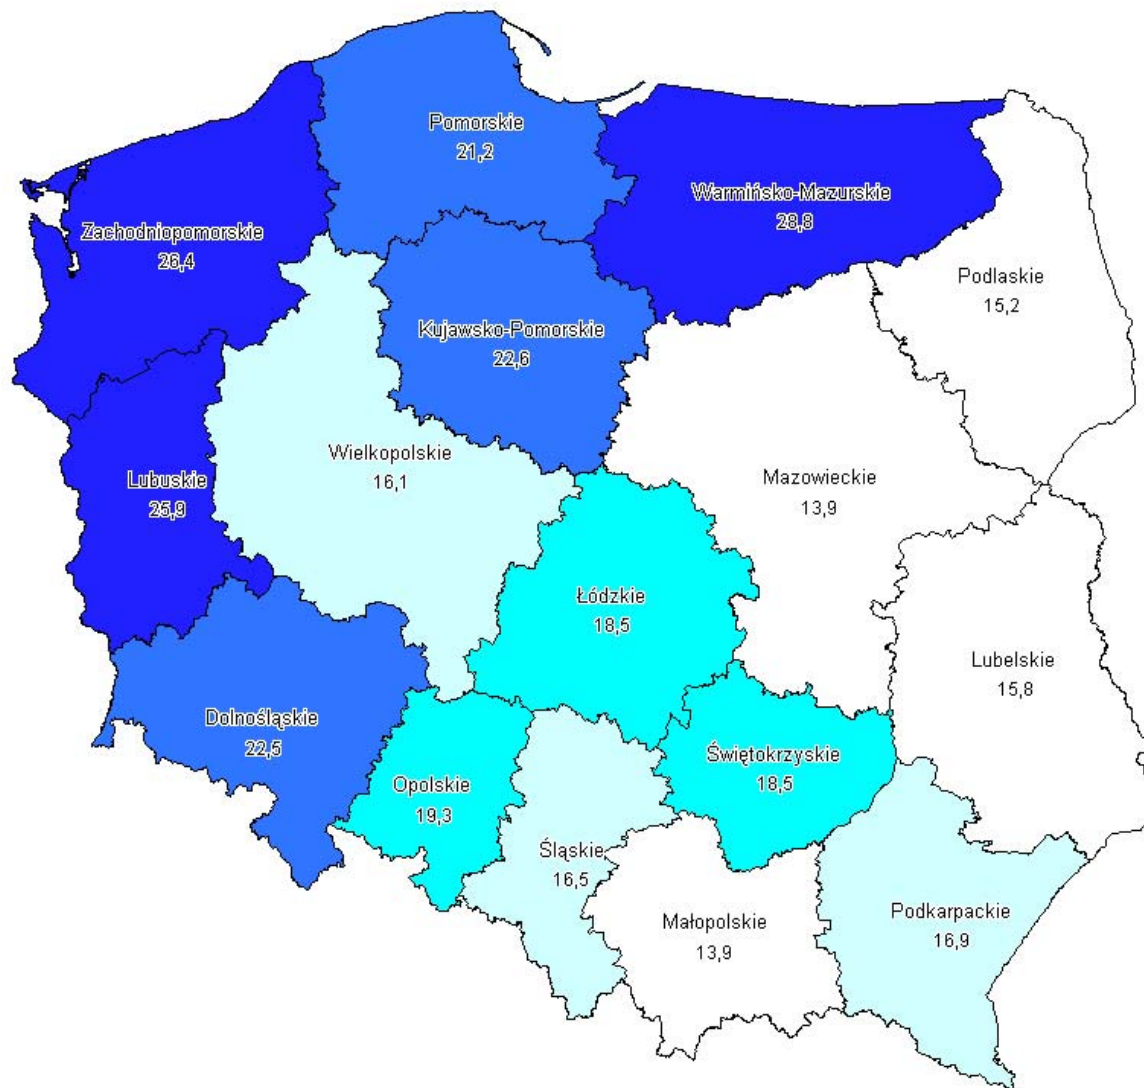 Pomorskie
21,2
Warmińsko-Mazurskie
28,8
Zachodniopomorskie
26,4
Podlaskie
15,2
Kujawsko-Pomorskie
22,6
Wielkopolskie
16,1
Lubuskie
25,9
Mazowieckie
13,9
Łódzkie
18,5
Lubelskie
15,8
Dolnośląskie
22,5
Opolskie
19,3
Świętokrzyskie
18,5
Śląskie
16,5
Małopolskie
13,9
Podkarpackie
16,9